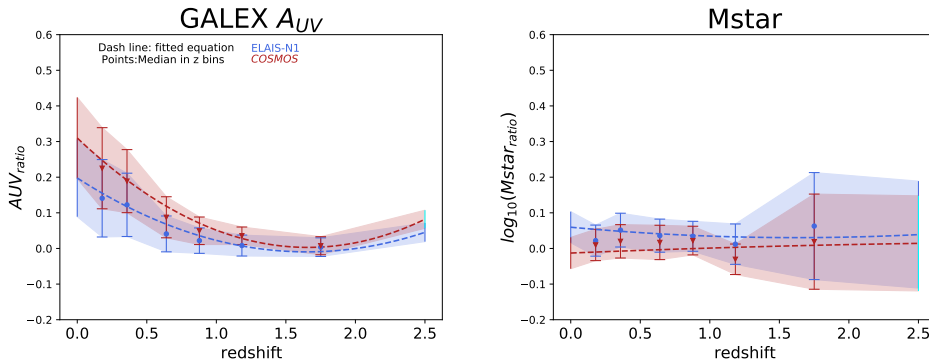 GALEX A_UV
Dash line: fitted equation
Points:Median in z bins
ELAIS-N1
COSMOS
AUV_ratio
0.6
0.5
0.4
0.3
0.2
0.1
0.0
−0.1
−0.2
0.0 0.5 1.0 1.5 2.0 2.5
redshift
Mstar
log_10(Mstar_ratio)
0.6
0.5
0.4
0.3
0.2
0.1
0.0
−0.1
−0.2
0.0 0.5 1.0 1.5 2.0 2.5
redshift